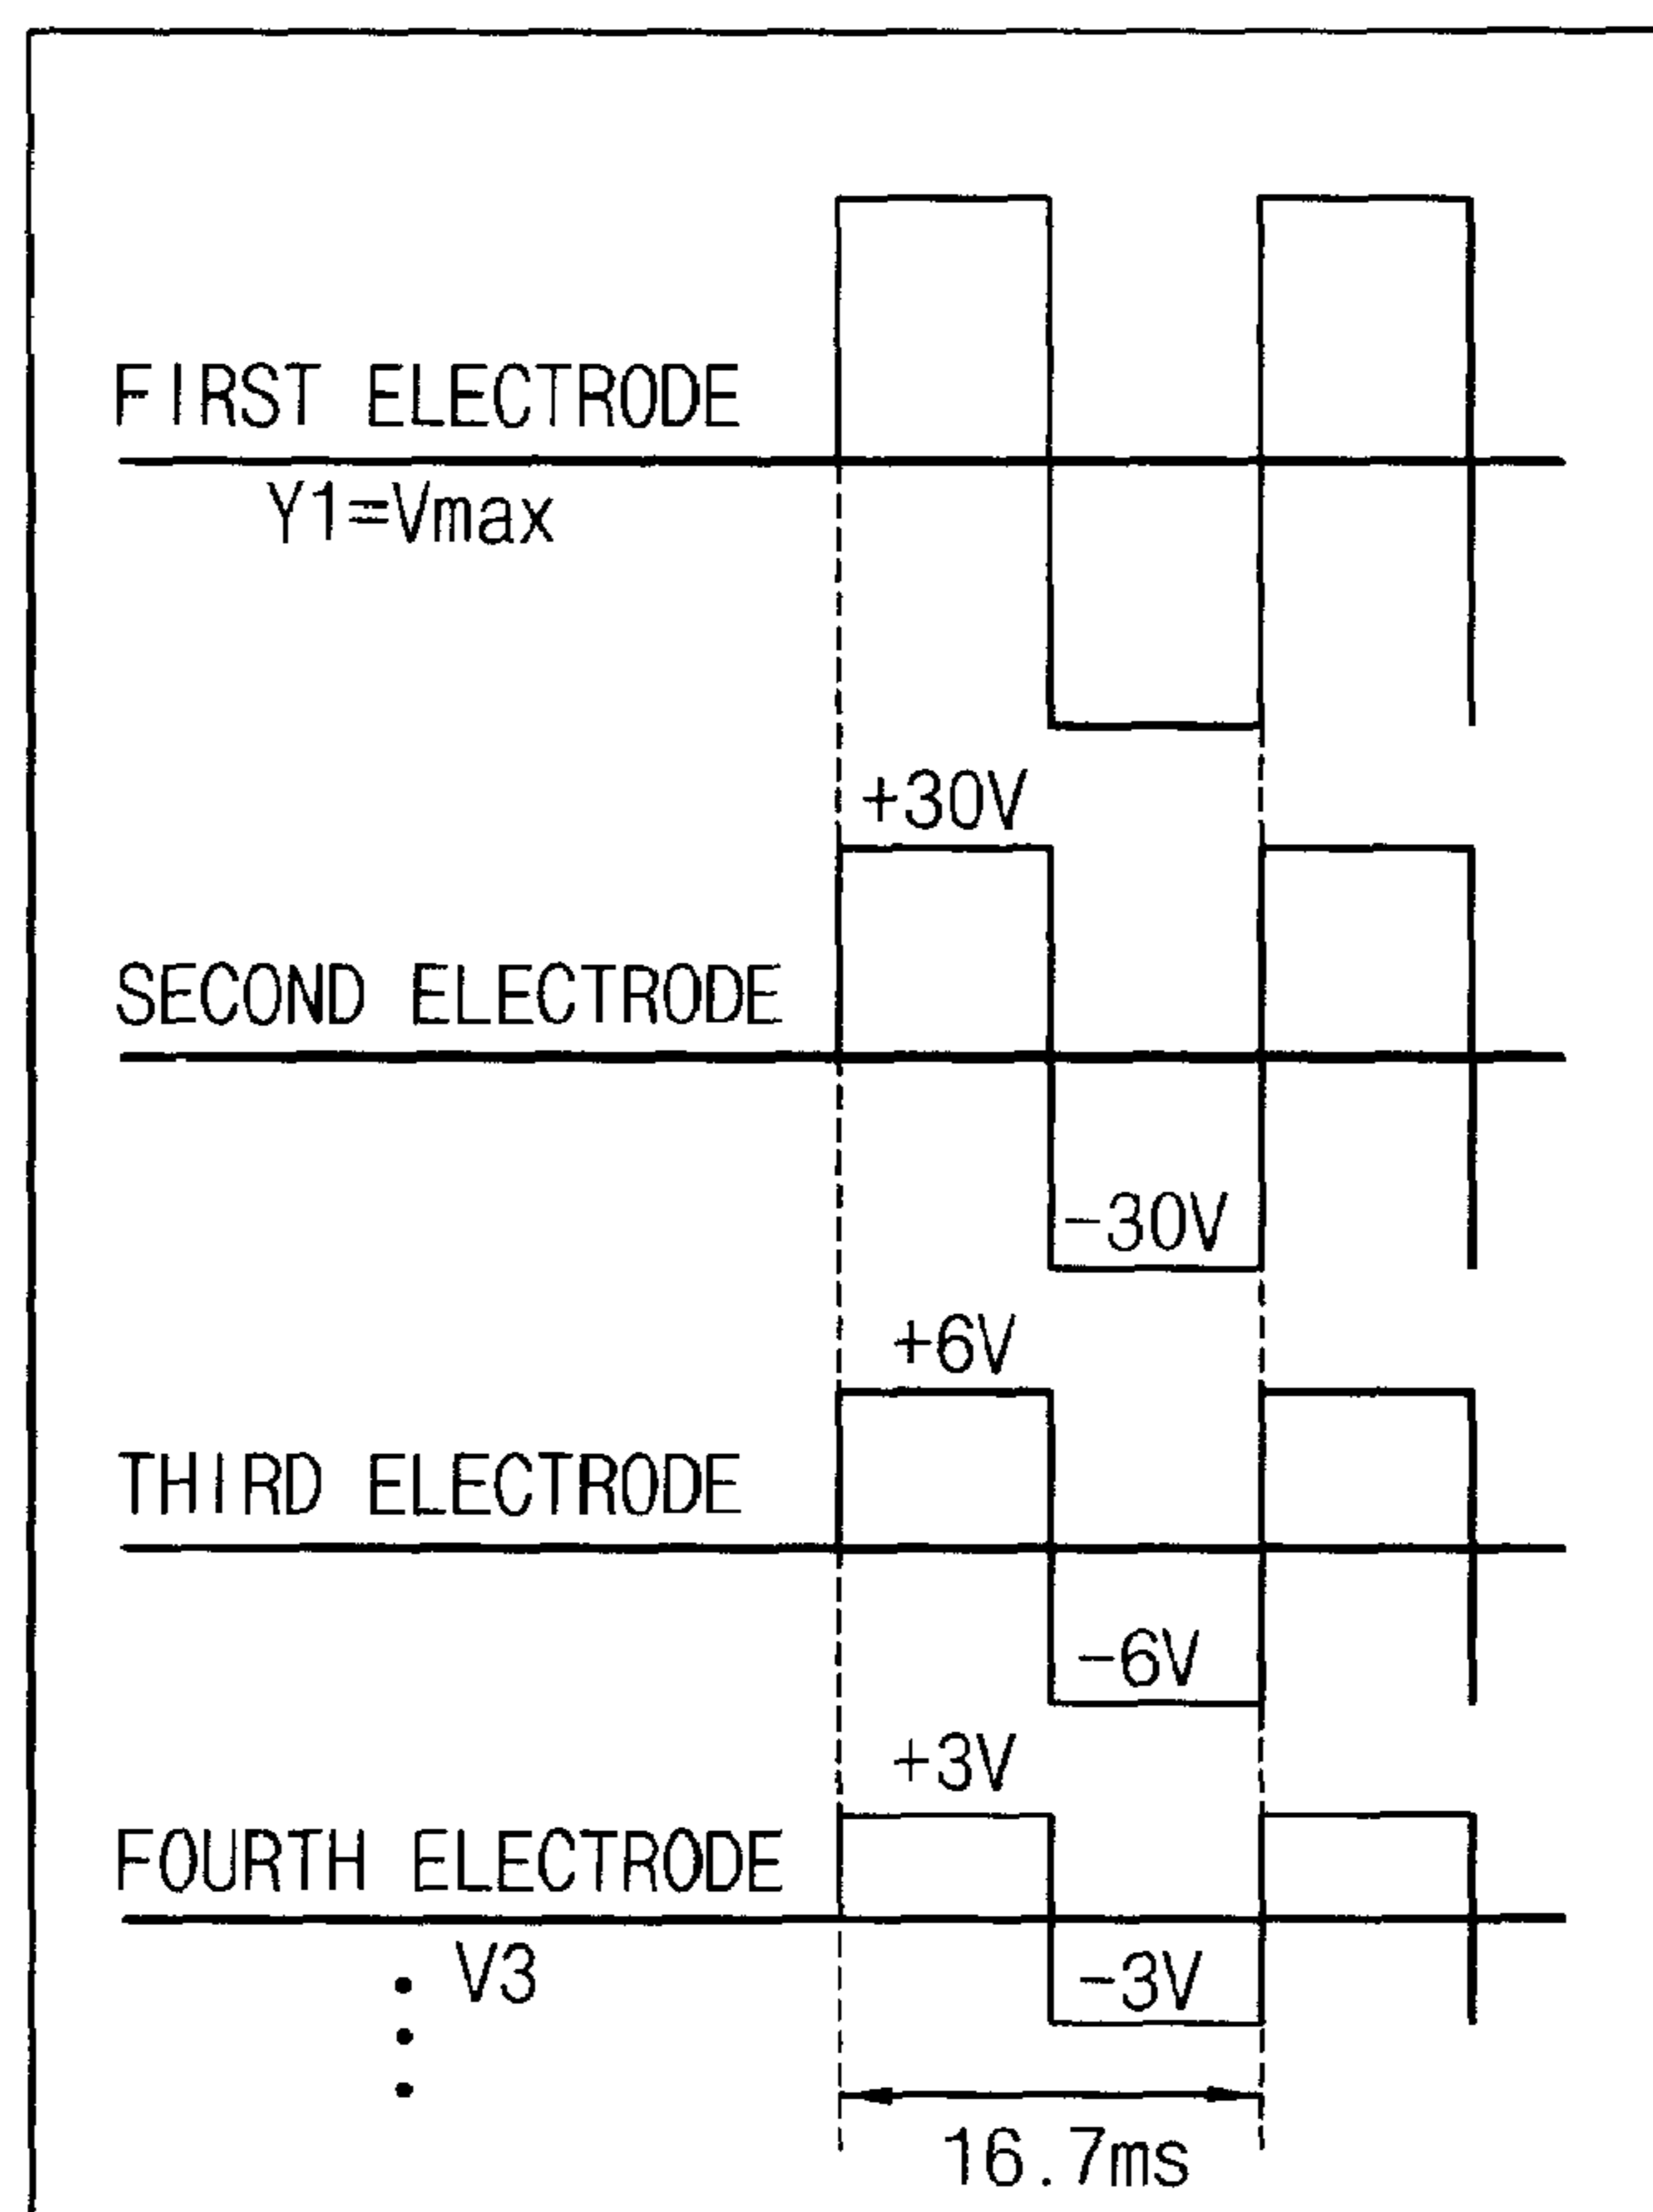 FIRST ELECTRODE
Y1=Vmax
+30V
SECOND ELECTRODE
-30V
+6V
THIRD ELECTRODE
-6V
+3V
FOURTH ELECTRODE
V3
-3V
16.7ms